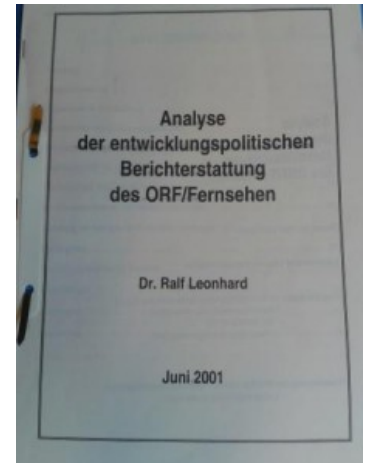 Analyse
der entwicklungspolitischen
Berichterstattung
des ORF/Fernsehen
Dr. Ralf Leonhard
Juni 2001